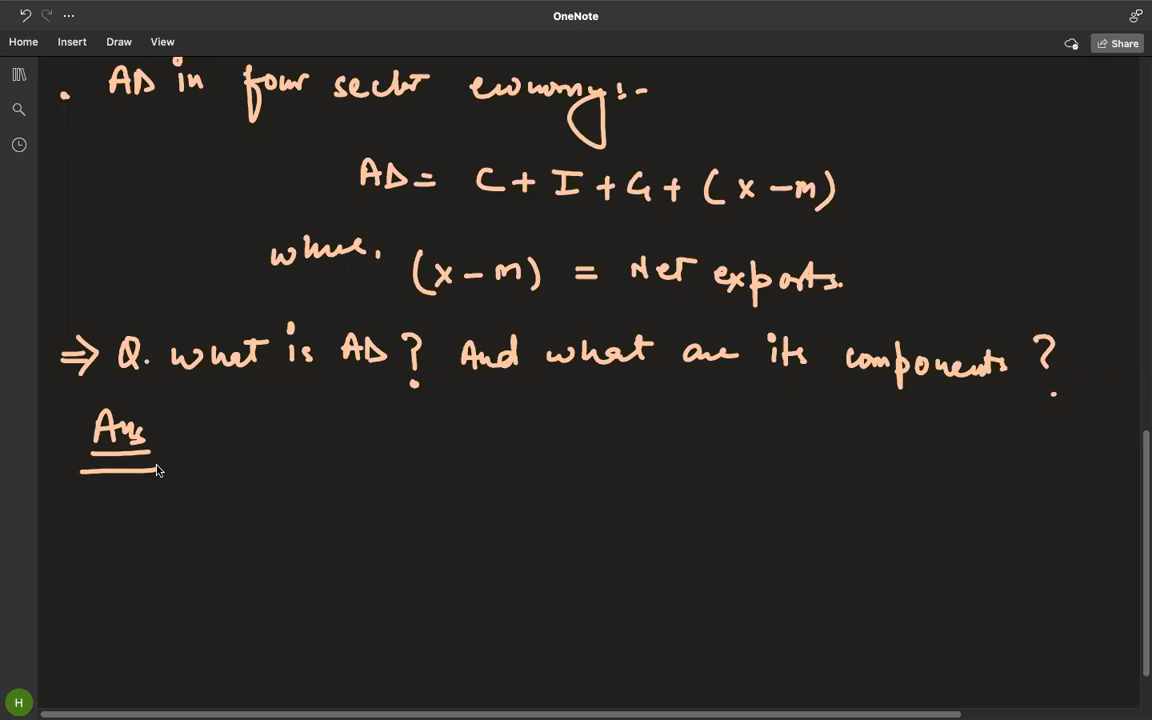 OneNote
Home Insert Draw View Share
. AD in four sector economy:-
AD = C + I + G + (x - m)
where. (x - m) = Net exports.
⇒ Q. what is AD? And what are its components?
Ans
H